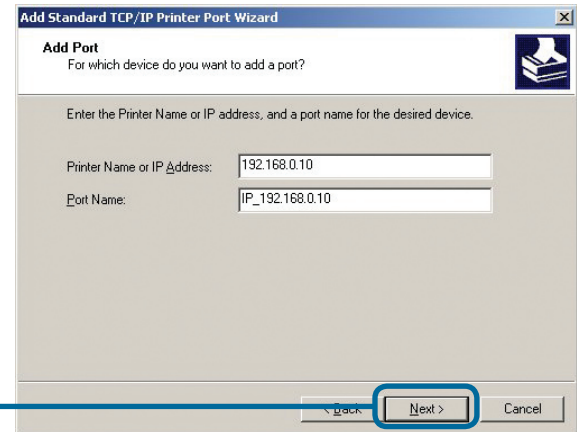 Add Standard TCP/IP Printer Port Wizard
Add Port
For which device do you want to add a port?
Enter the Printer Name or IP address, and a port name for the desired device.
Printer Name or IP Address: 192.168.0.10
Port Name: IP_192.168.0.10
< Back Next > Cancel